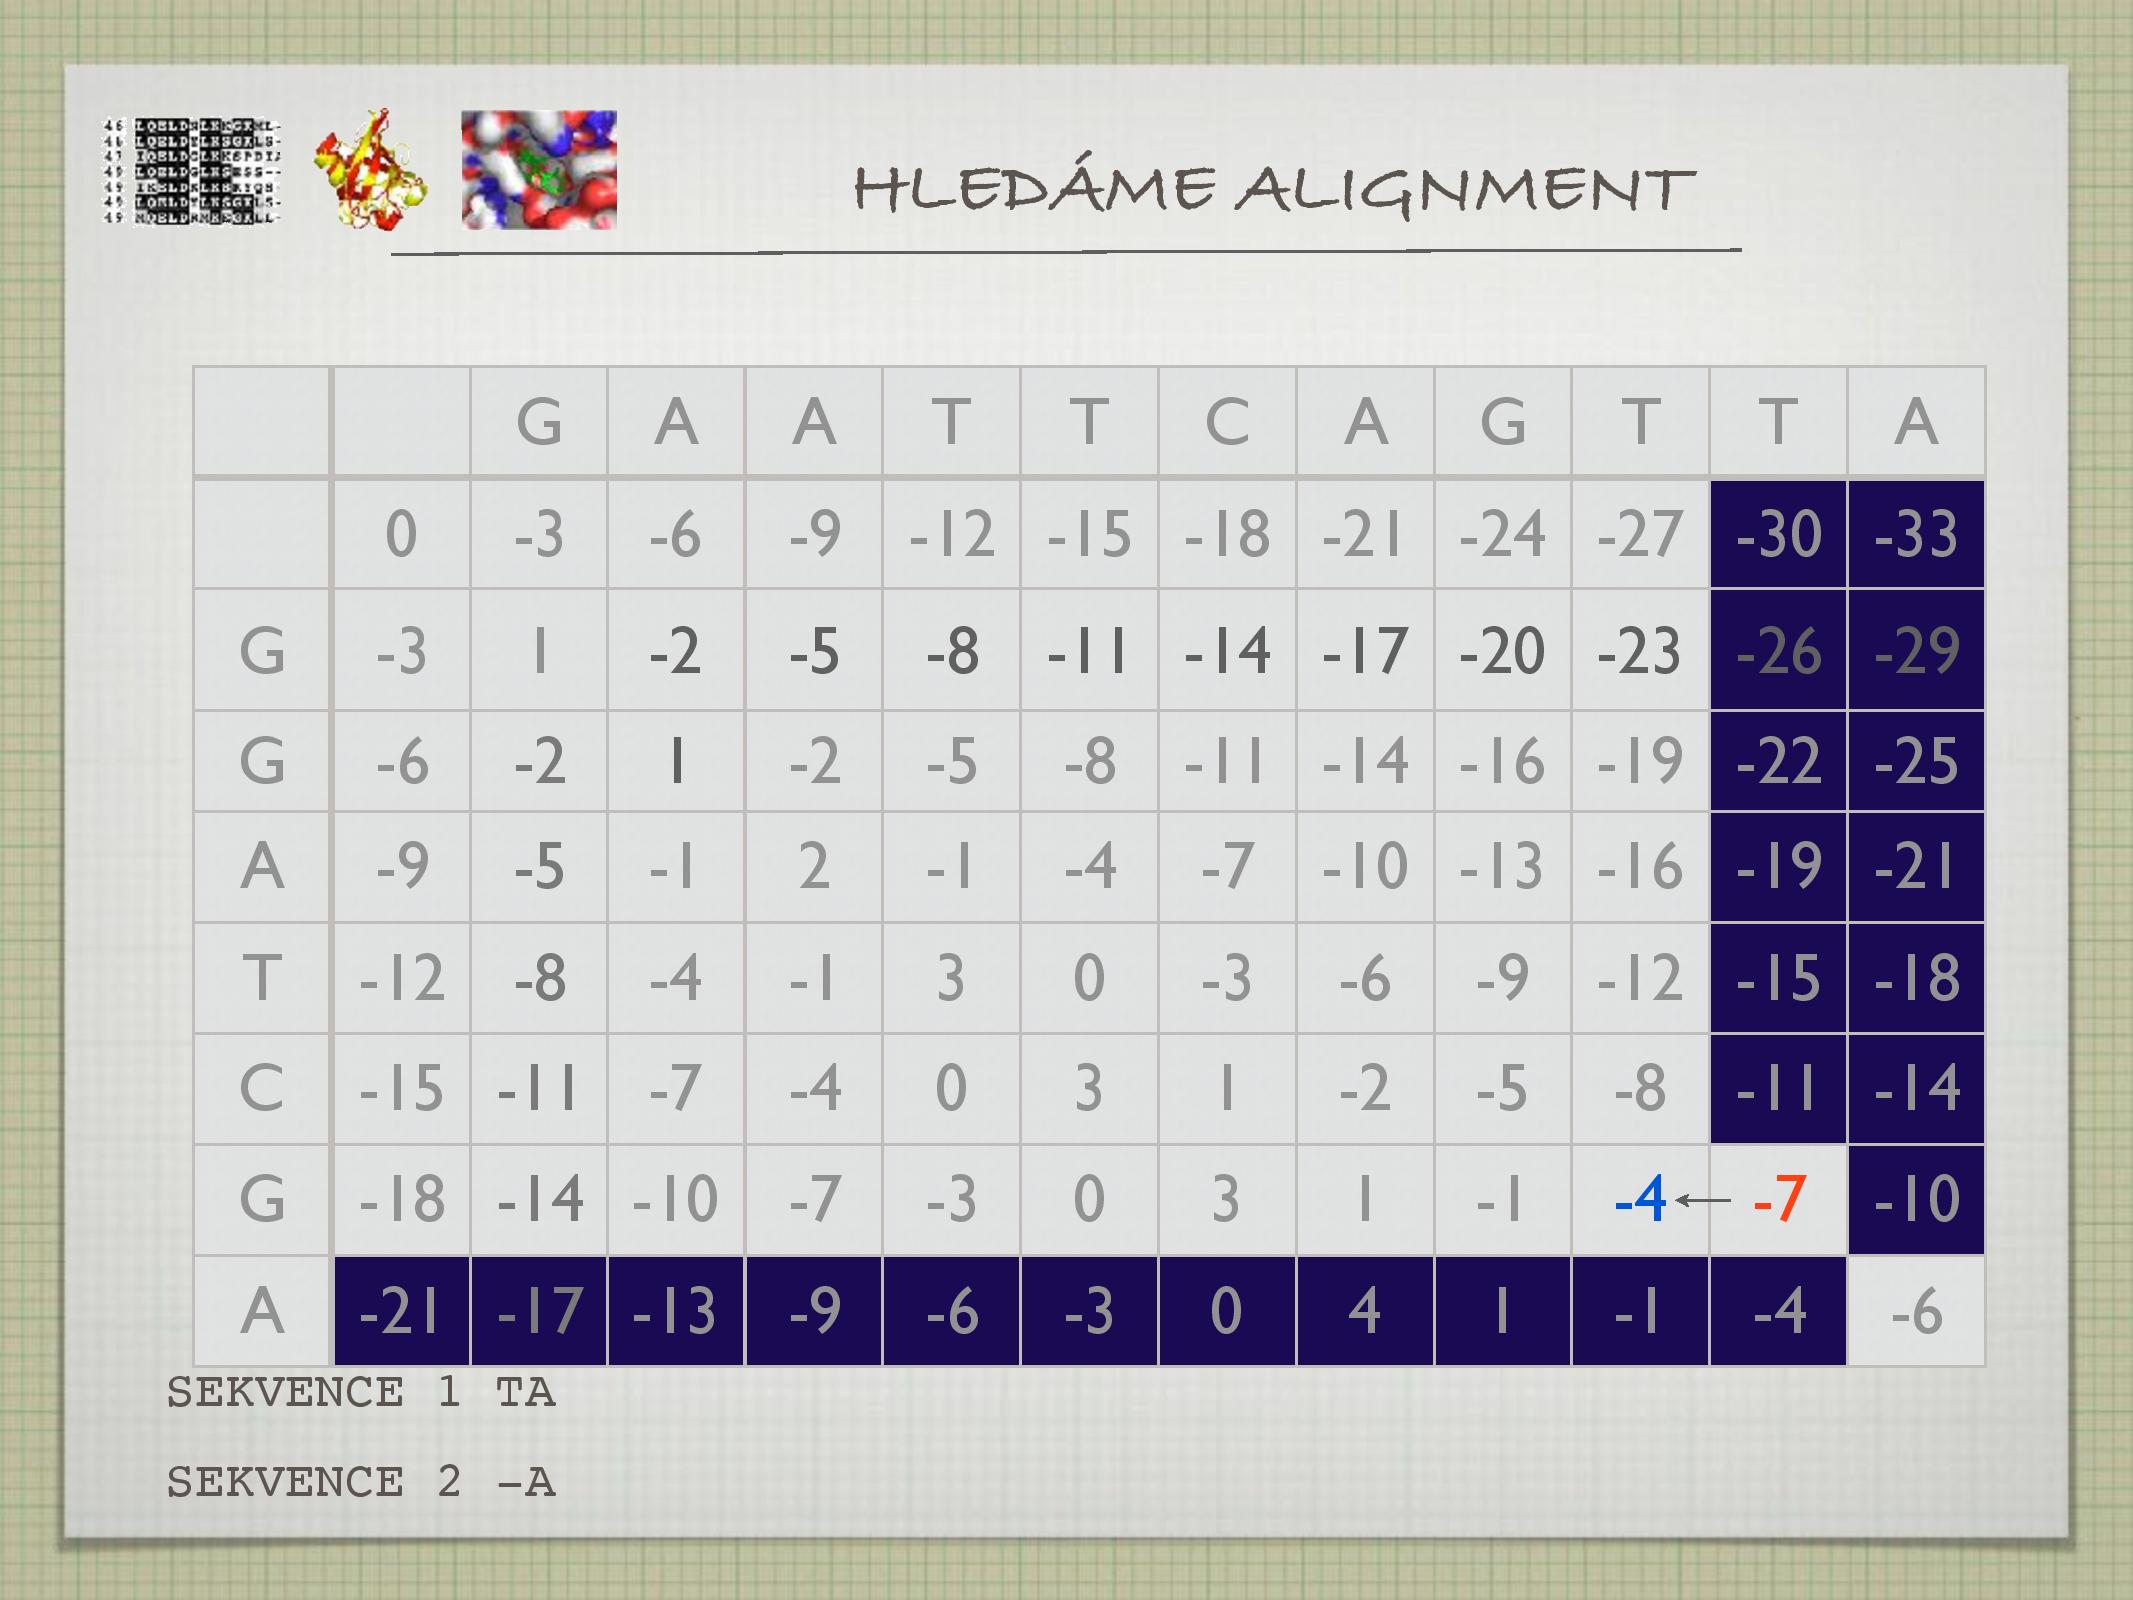 HLEDÁME ALIGNMENT
G A A T T C A G T T A
0 -3 -6 -9 -12 -15 -18 -21 -24 -27 -30 -33
G -3 1 -2 -5 -8 -11 -14 -17 -20 -23 -26 -29
G -6 -2 1 -2 -5 -8 -11 -14 -16 -19 -22 -25
A -9 -5 -1 2 -1 -4 -7 -10 -13 -16 -19 -21
T -12 -8 -4 -1 3 0 -3 -6 -9 -12 -15 -18
C -15 -11 -7 -4 0 3 1 -2 -5 -8 -11 -14
G -18 -14 -10 -7 -3 0 3 1 -1 -4 -7 -10
A -21 -17 -13 -9 -6 -3 0 4 1 -1 -4 -6
SEKVENCE 1 TA
SEKVENCE 2 –A